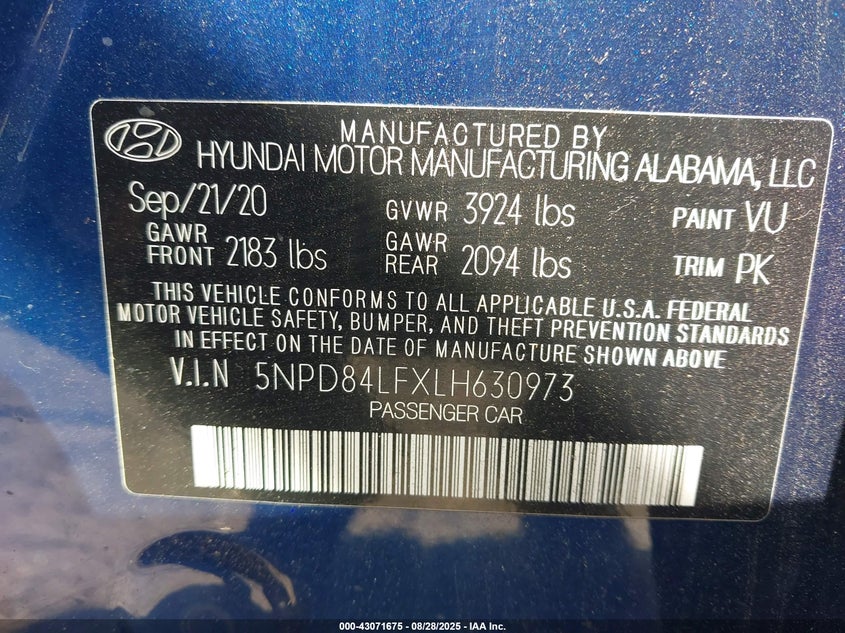 MANUFACTURED BY
HYUNDAI MOTOR MANUFACTURING ALABAMA, LLC
Sep/21/20 GVWR 3924 lbs PAINT VU
GAWR FRONT 2183 lbs GAWR REAR 2094 lbs TRIM PK
THIS VEHICLE CONFORMS TO ALL APPLICABLE U.S.A. FEDERAL
MOTOR VEHICLE SAFETY, BUMPER, AND THEFT PREVENTION STANDARDS
IN EFFECT ON THE DATE OF MANUFACTURE SHOWN ABOVE
V.I.N 5NPD84LFXLH630973
PASSENGER CAR
000-43071675 | 08/28/2025 - IAA Inc.